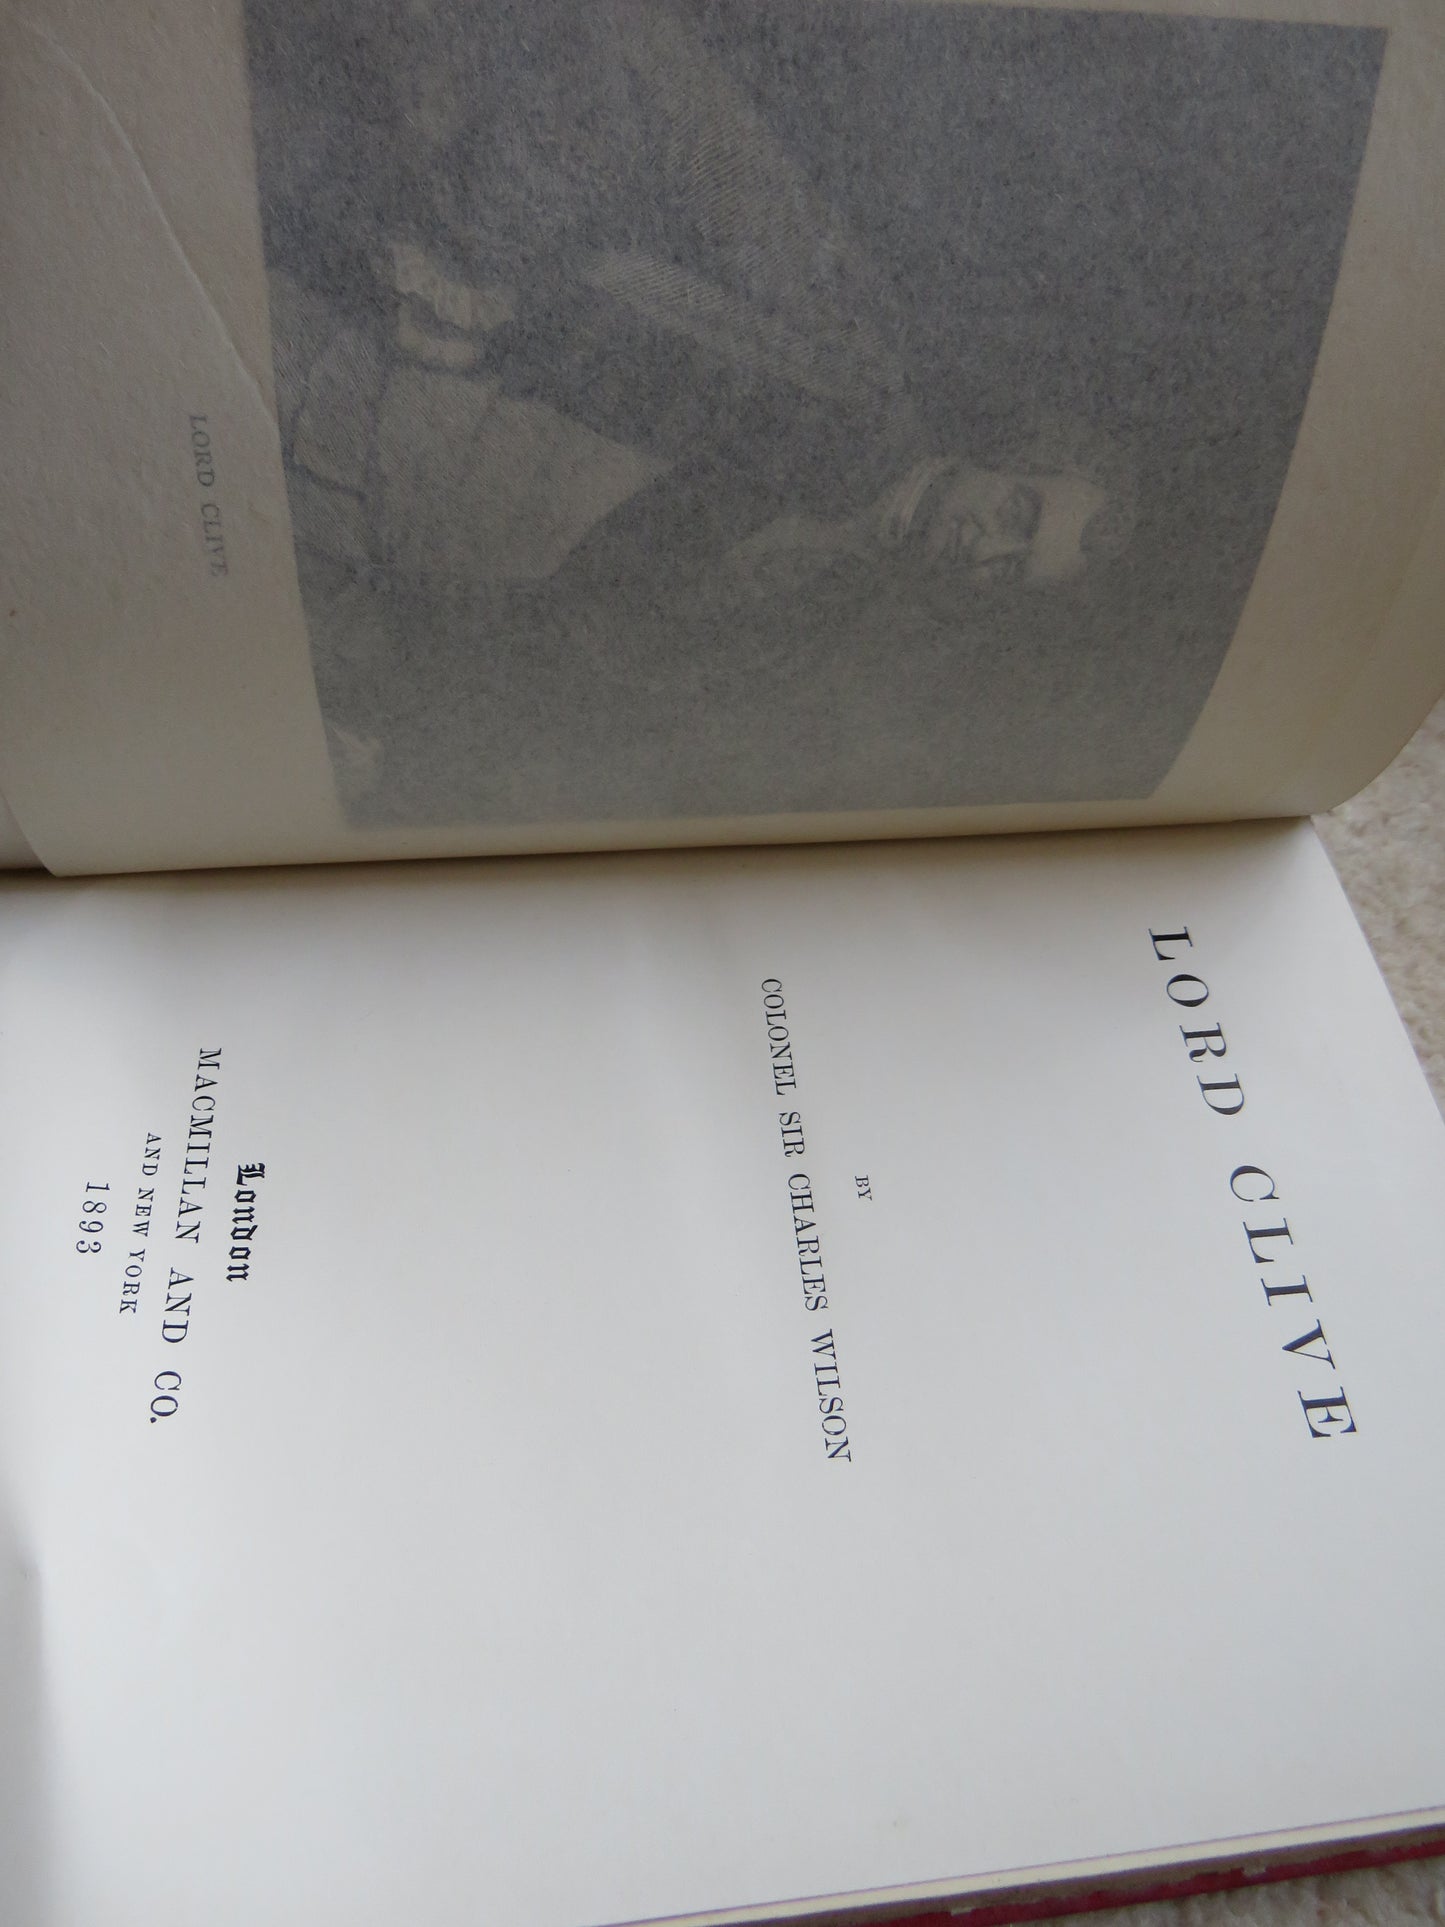 LORD CLIVE
LORD CLIVE
BY
COLONEL SIR CHARLES WILSON
London
MACMILLAN AND CO.
AND NEW YORK
1893